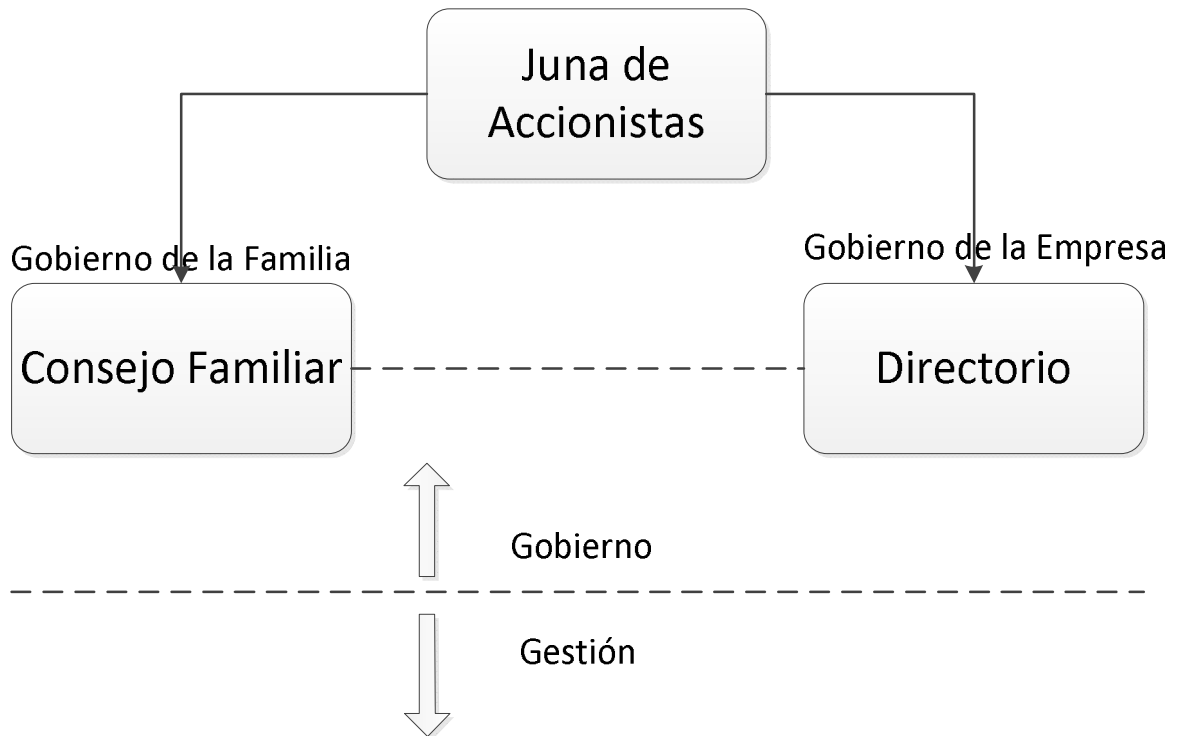 Juna de
Accionistas
Gobierno de la Familia
Gobierno de la Empresa
Consejo Familiar
Directorio
Gobierno
Gestión